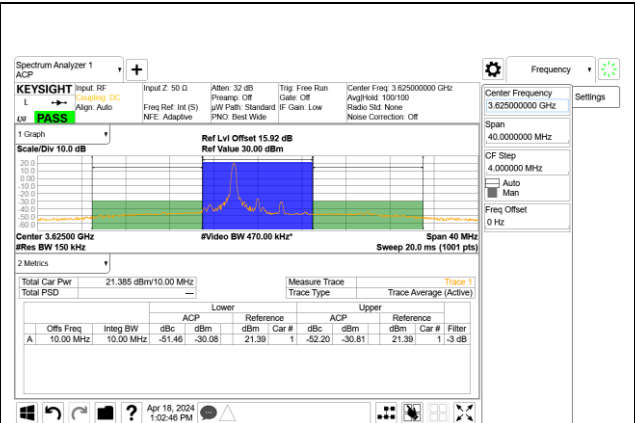 Spectrum Analyzer 1
ACP
Frequency
KEYSIGHT
Input: RF
Coupling: DC
Align: Auto
Input Z: 50 Ω
Freq Ref: Int (S)
NFE: Adaptive
Atten: 32 dB
Preamp: Off
µW Path: Standard
PNO: Best Wide
Trig: Free Run
Gate: Off
IF Gain: Low
Center Freq: 3.625000000 GHz
Avg|Hold: 100/100
Radio Std: None
Noise Correction: Off
L
PASS
Center Frequency
3.625000000 GHz
Settings
Span
40.0000000 MHz
CF Step
4.000000 MHz
Auto
Man
Freq Offset
0 Hz
1 Graph
Scale/Div 10.0 dB
Ref Lvl Offset 15.92 dB
Ref Value 30.00 dBm
20.0
10.0
0.00
-10.0
-20.0
-30.0
-40.0
-50.0
-60.0
Center 3.62500 GHz
#Video BW 470.00 kHz*
Span 40 MHz
#Res BW 150 kHz
Sweep 20.0 ms (1001 pts)
2 Metrics
Total Car Pwr 21.385 dBm/10.00 MHz
Total PSD ---
Measure Trace Trace 1
Trace Type Trace Average (Active)
Lower Upper
ACP Reference ACP Reference
Offs Freq Integ BW dBc dBm dBm Car # dBc dBm dBm Car # Filter
A 10.00 MHz 10.00 MHz -51.46 -30.08 21.39 1 -52.20 -30.81 21.39 1 -3 dB
Apr 18, 2024
1:02:46 PM